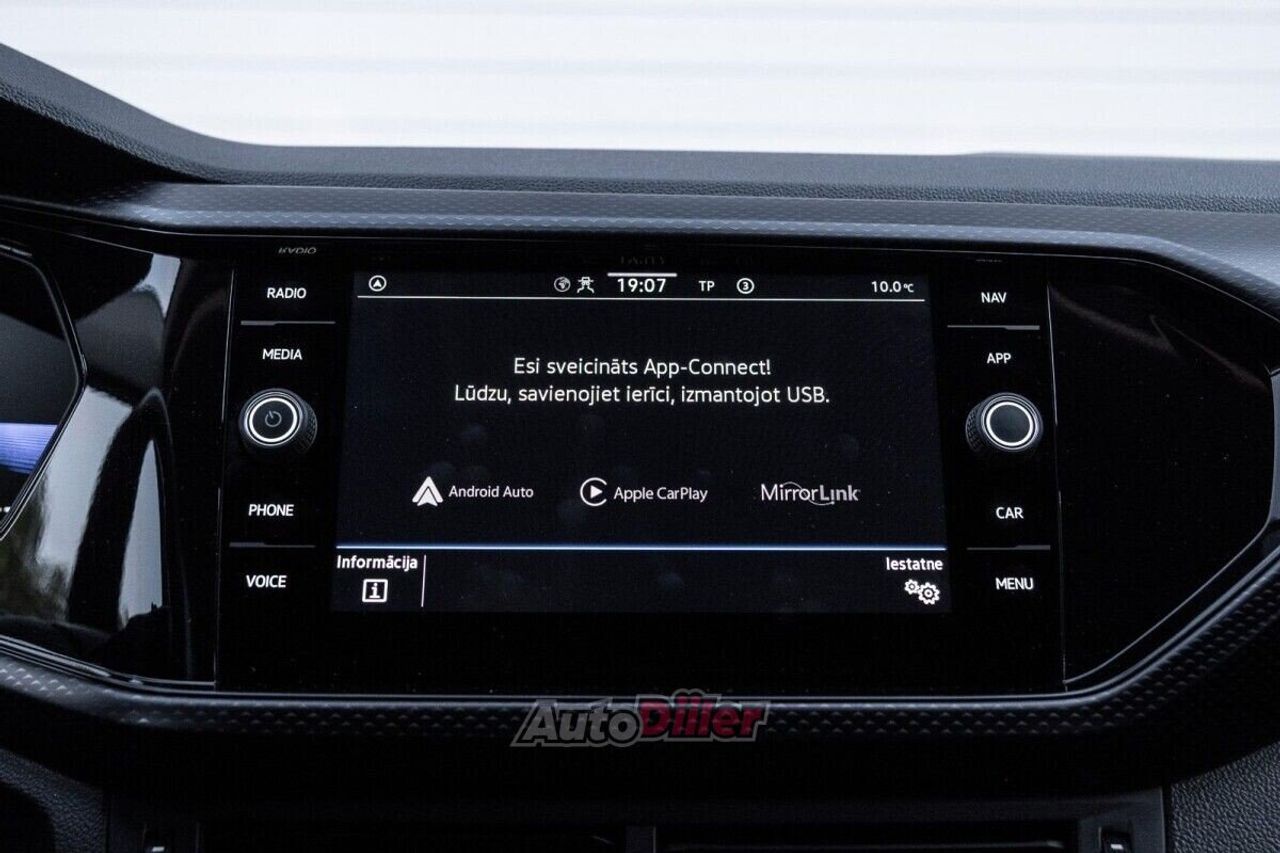 RADIO
MEDIA
PHONE
VOICE
19:07 TP 3 10.0°C
Esi sveicināts App-Connect!
Lūdzu, savienojiet ierīci, izmantojot USB.
Android Auto Apple CarPlay MirrorLink
Informācija
i
Iestatne
NAV
APP
CAR
MENU
AutoDiller